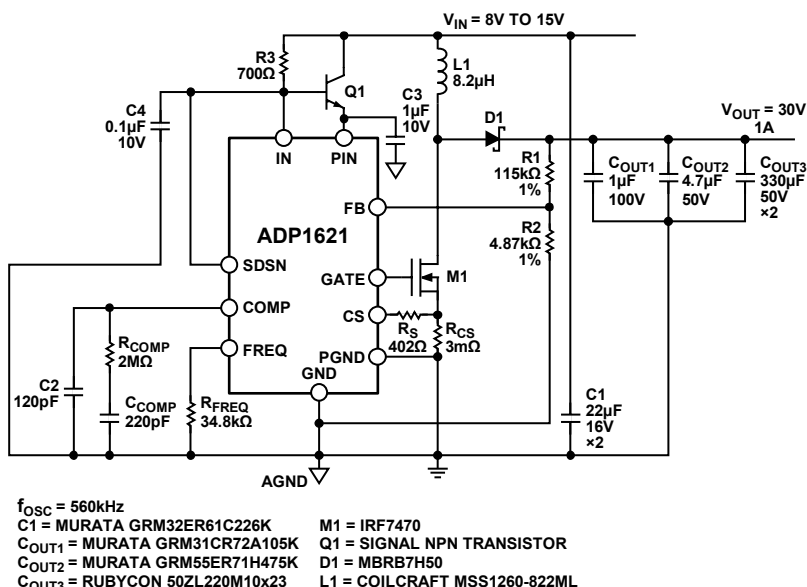 V_IN = 8V TO 15V
R3
700Ω
L1
8.2µH
Q1
C4
0.1µF
10V
C3
1µF
10V
D1
V_OUT = 30V
1A
IN
PIN
R1
115kΩ
1%
C_OUT1
1µF
100V
C_OUT2
4.7µF
50V
C_OUT3
330µF
50V
×2
FB
ADP1621
R2
4.87kΩ
1%
SDSN
GATE
M1
COMP
CS
R_S
402Ω
R_CS
3mΩ
R_COMP
2MΩ
FREQ
PGND
GND
C2
120pF
C_COMP
220pF
R_FREQ
34.8kΩ
C1
22µF
16V
×2
AGND
f_OSC = 560kHz
C1 = MURATA GRM32ER61C226K M1 = IRF7470
C_OUT1 = MURATA GRM31CR72A105K Q1 = SIGNAL NPN TRANSISTOR
C_OUT2 = MURATA GRM55ER71H475K D1 = MBRB7H50
C_OUT3 = RUBYCON 50ZL220M10x23 L1 = COILCRAFT MSS1260-822ML